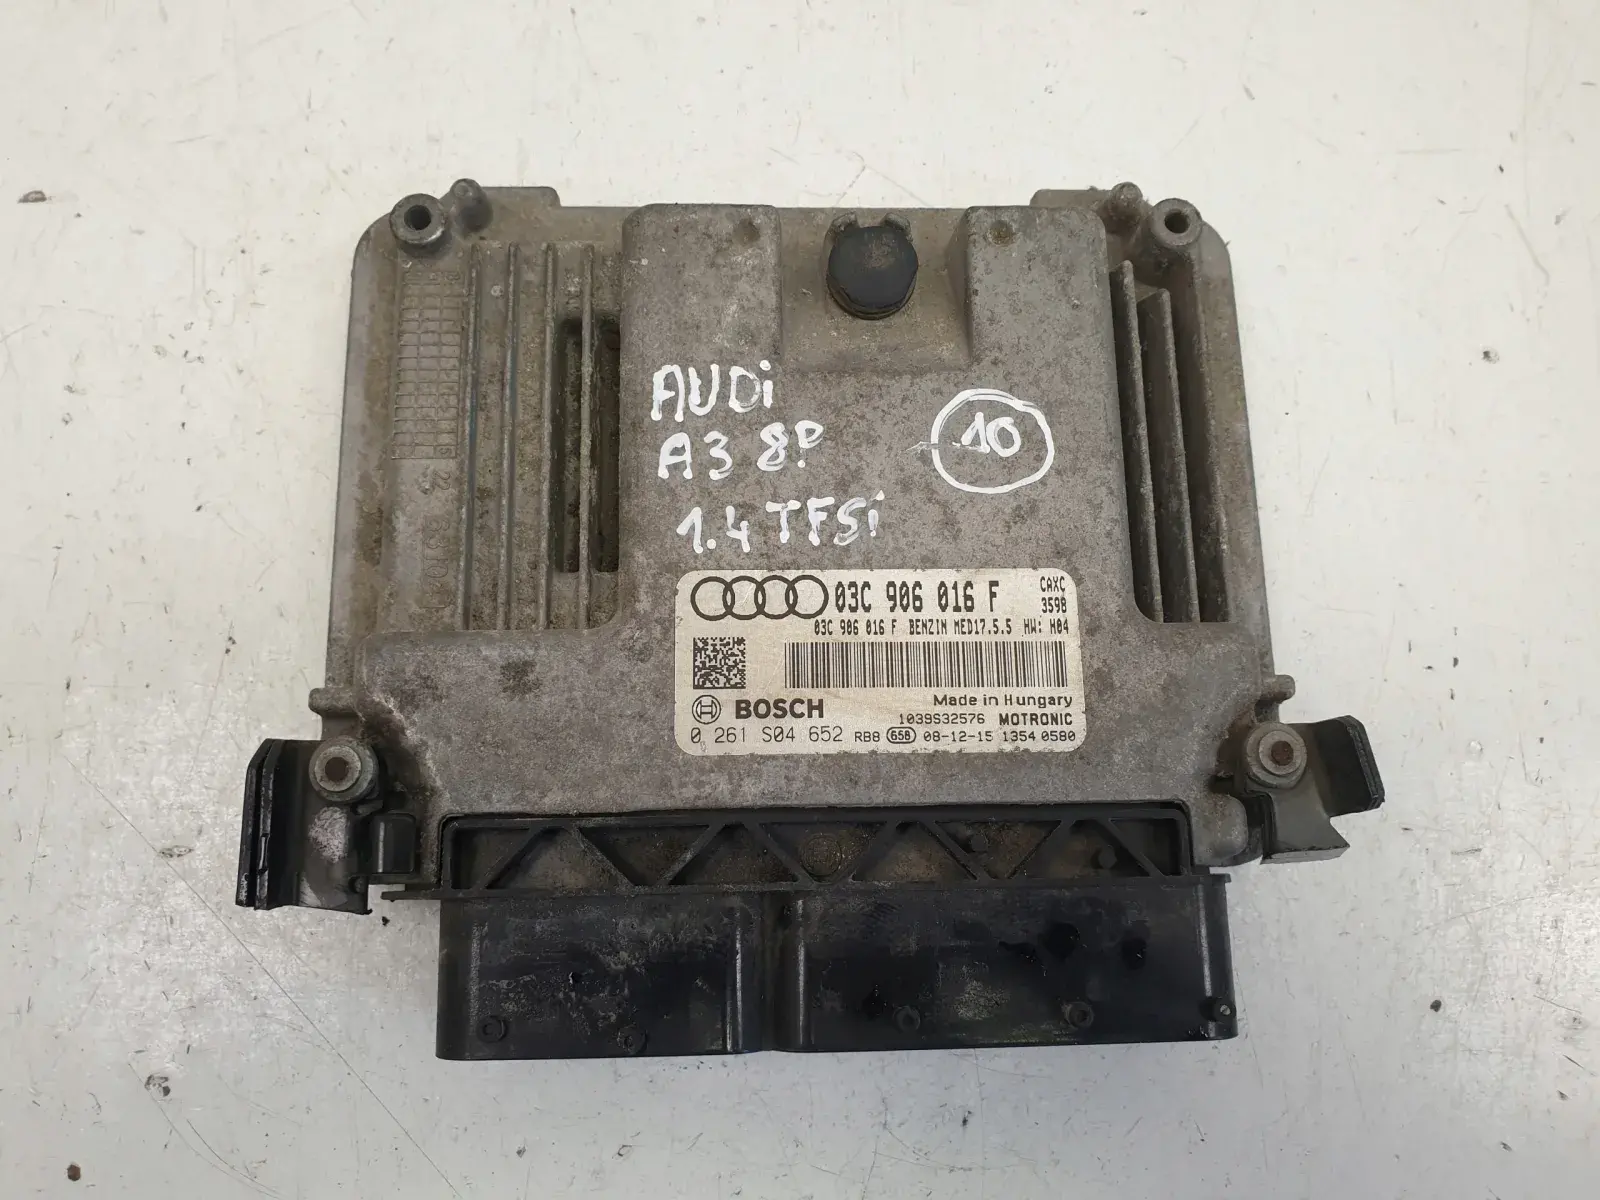 AUDi
A3 8P
10
1.4 TFSi
03C 906 016 F
CAXC
3598
03C 906 016 F BENZIN MED17.5.5 HW: H04
BOSCH
Made in Hungary
1039S32576 MOTRONIC
0 261 S04 652 RB8 658 08-12-15 1354 0580